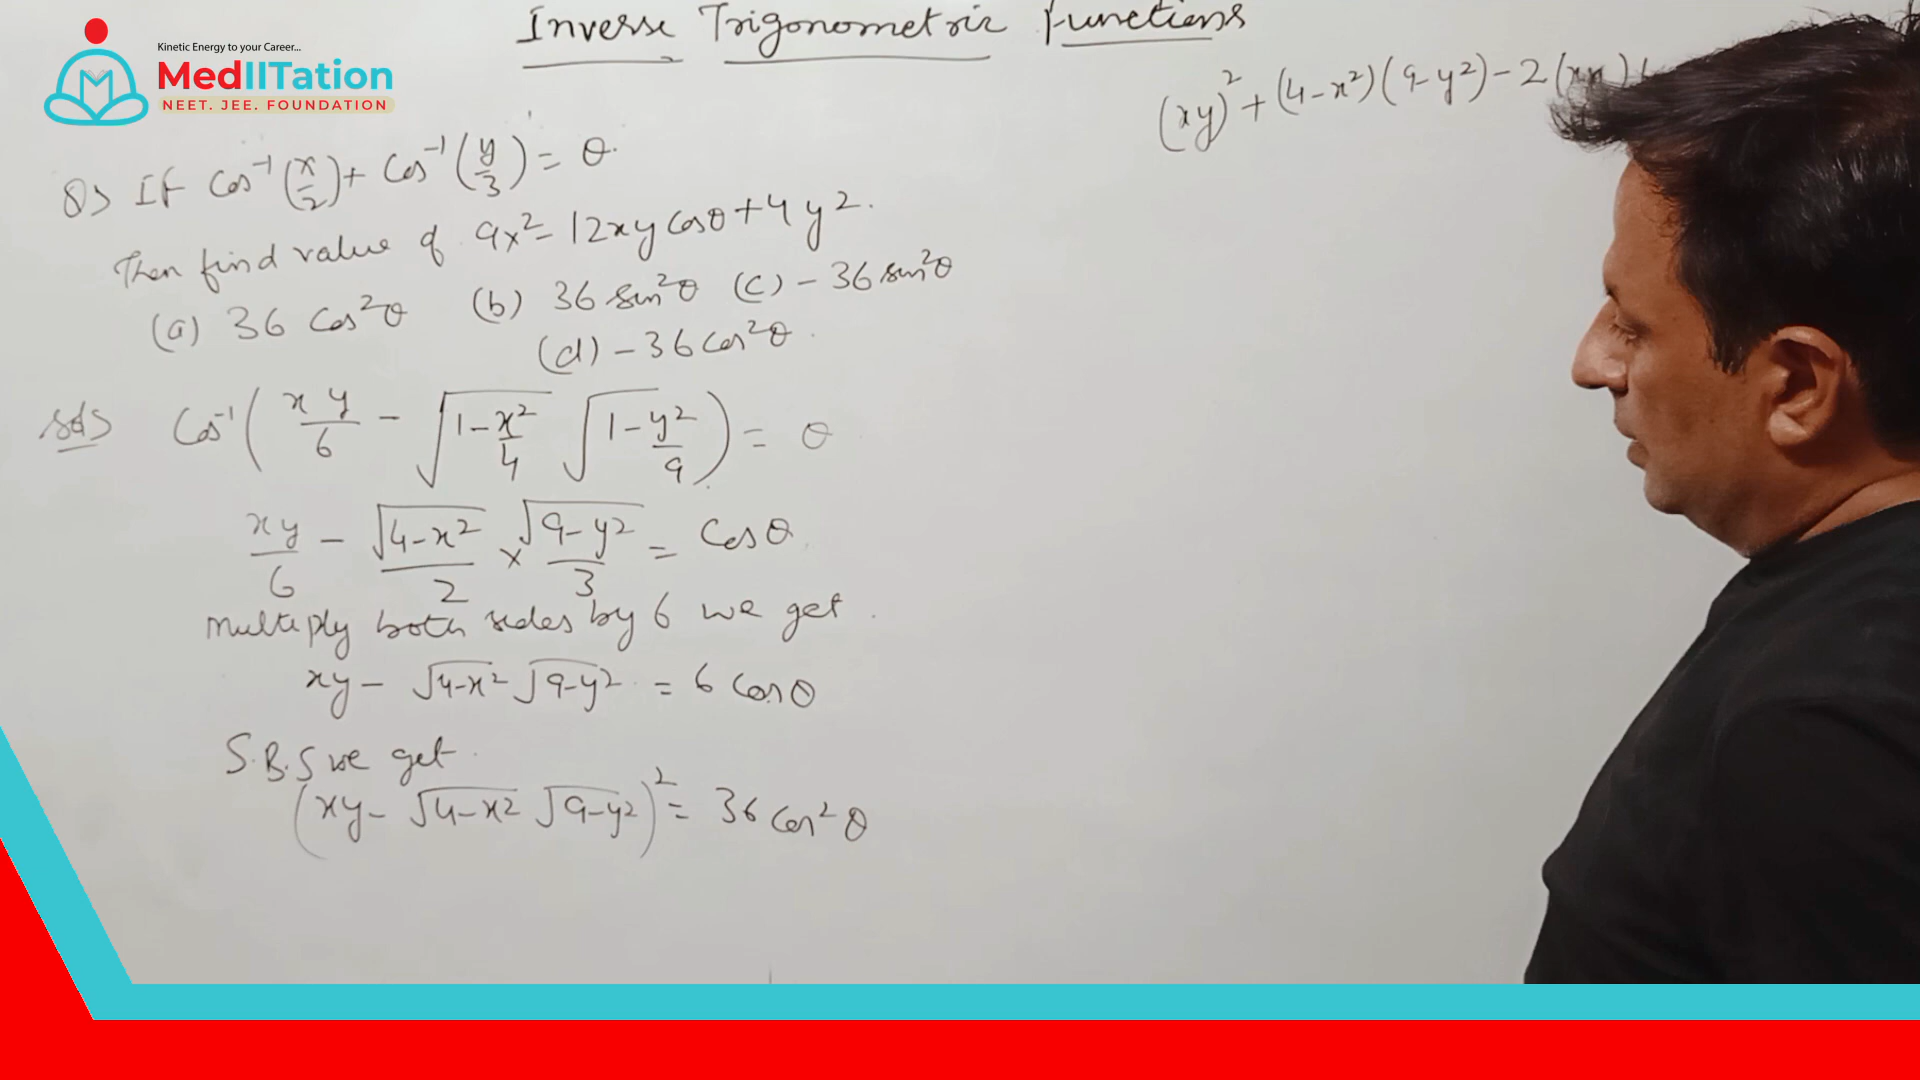 Inverse Trigonometric Functions
Kinetic Energy to your Career...
MedIITation
NEET. JEE. FOUNDATION
Q) If Cos⁻¹(x/2) + Cos⁻¹(y/3) = θ.
Then find value of 9x² - 12xy cosθ + 4y².
(a) 36 Cos²θ (b) 36 sin²θ (c) - 36 sin²θ
(d) - 36 cos²θ.
Sol) Cos⁻¹( xy/6 - √(1-x²/4) √(1-y²/9) ) = θ
xy/6 - √(4-x²)/2 × √(9-y²)/3 = Cosθ
Multiply both sides by 6 we get.
xy - √(4-x²) √(9-y²) = 6 Cosθ
S.B.S we get.
(xy - √(4-x²) √(9-y²))² = 36 cos²θ
(xy)² + (4-x²)(9-y²) - 2(